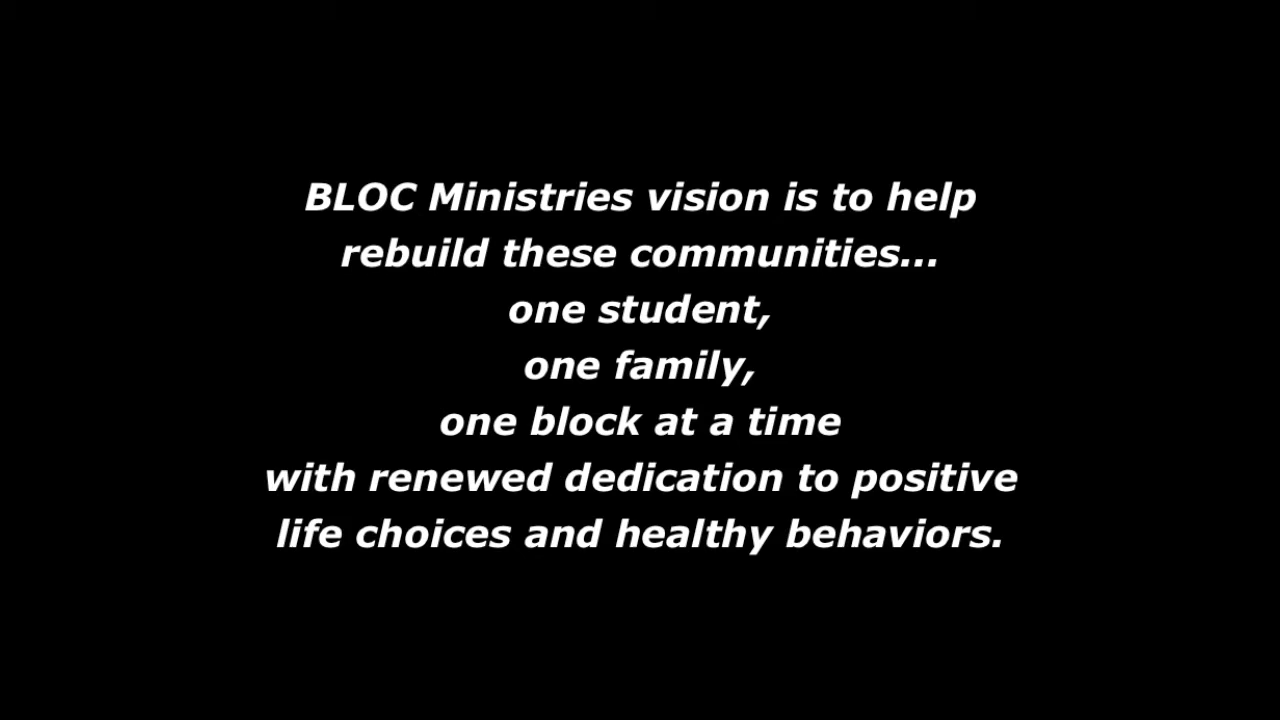 BLOC Ministries vision is to help
rebuild these communities...
one student,
one family,
one block at a time
with renewed dedication to positive
life choices and healthy behaviors.